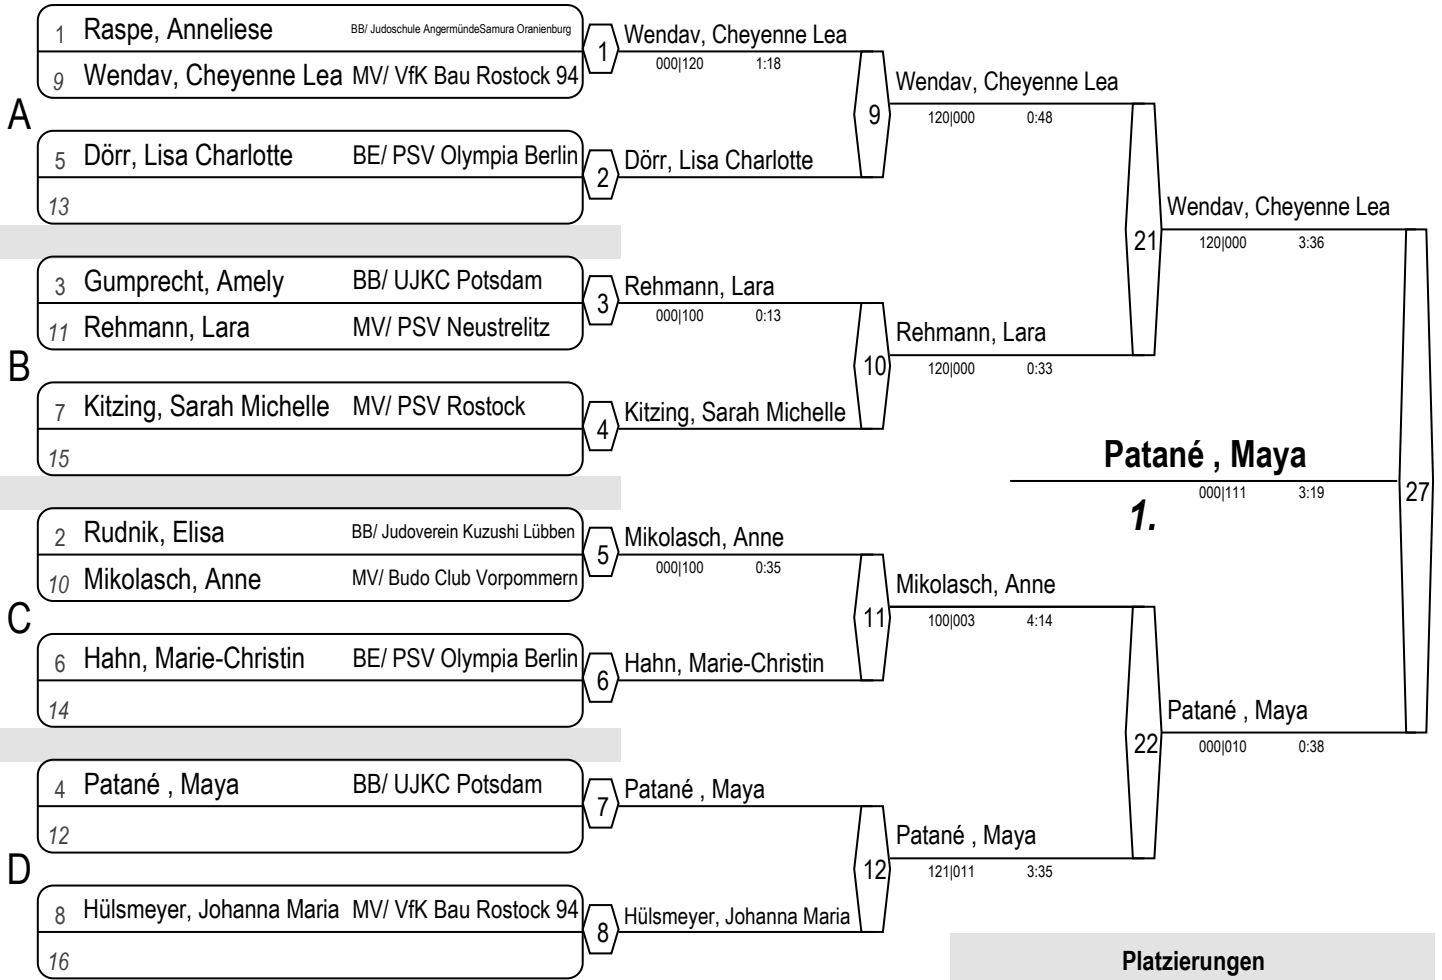 1 Raspe, Anneliese BB/ Judoschule AngermündeSamura Oranienburg
9 Wendav, Cheyenne Lea MV/ VfK Bau Rostock 94
A
5 Dörr, Lisa Charlotte BE/ PSV Olympia Berlin
13
3 Gumprecht, Amely BB/ UJKC Potsdam
11 Rehmann, Lara MV/ PSV Neustrelitz
B
7 Kitzing, Sarah Michelle MV/ PSV Rostock
15
2 Rudnik, Elisa BB/ Judoverein Kuzushi Lübben
10 Mikolasch, Anne MV/ Budo Club Vorpommern
C
6 Hahn, Marie-Christin BE/ PSV Olympia Berlin
14
4 Patané , Maya BB/ UJKC Potsdam
12
D
8 Hülsmeyer, Johanna Maria MV/ VfK Bau Rostock 94
16
1 Wendav, Cheyenne Lea
000|120 1:18
2 Dörr, Lisa Charlotte
3 Rehmann, Lara
000|100 0:13
4 Kitzing, Sarah Michelle
5 Mikolasch, Anne
000|100 0:35
6 Hahn, Marie-Christin
7 Patané , Maya
8 Hülsmeyer, Johanna Maria
9 Wendav, Cheyenne Lea
120|000 0:48
10 Rehmann, Lara
120|000 0:33
11 Mikolasch, Anne
100|003 4:14
12 Patané , Maya
121|011 3:35
21 Wendav, Cheyenne Lea
120|000 3:36
22 Patané , Maya
000|010 0:38
27 Patané , Maya
000|111 3:19
1.
Platzierungen